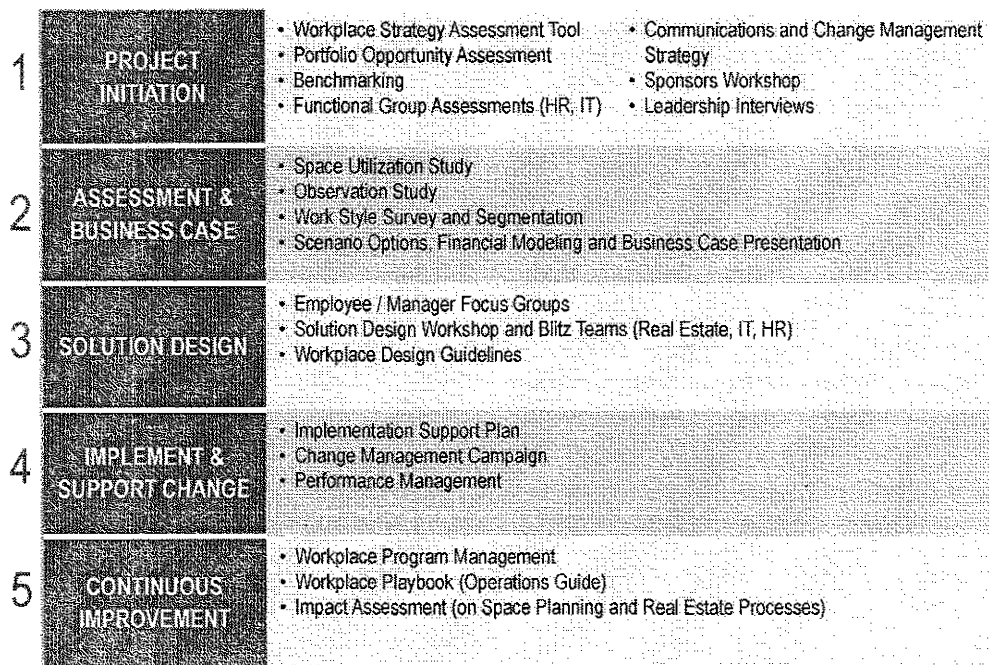 1
PROJECT
INITIATION
• Workplace Strategy Assessment Tool
• Portfolio Opportunity Assessment
• Benchmarking
• Functional Group Assessments (HR, IT)
• Communications and Change Management
Strategy
• Sponsors Workshop
• Leadership Interviews
2
ASSESSMENT &
BUSINESS CASE
• Space Utilization Study
• Observation Study
• Work Style Survey and Segmentation
• Scenario Options, Financial Modeling and Business Case Presentation
3
SOLUTION DESIGN
• Employee / Manager Focus Groups
• Solution Design Workshop and Blitz Teams (Real Estate, IT, HR)
• Workplace Design Guidelines
4
IMPLEMENT &
SUPPORT CHANGE
• Implementation Support Plan
• Change Management Campaign
• Performance Management
5
CONTINUOUS
IMPROVEMENT
• Workplace Program Management
• Workplace Playbook (Operations Guide)
• Impact Assessment (on Space Planning and Real Estate Processes)